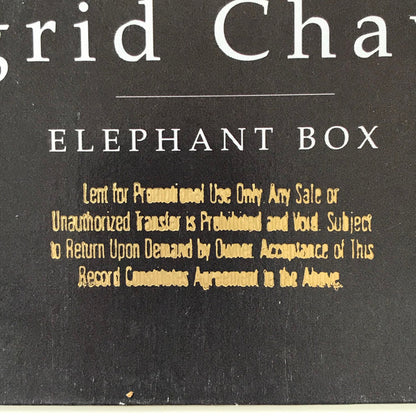 grid Cha
ELEPHANT BOX
Lent for Promotional Use Only. Any Sale or
Unauthorized Transfer is Prohibited and Void. Subject
to Return Upon Demand by Owner. Acceptance of This
Record Constitutes Agreement to the Above.